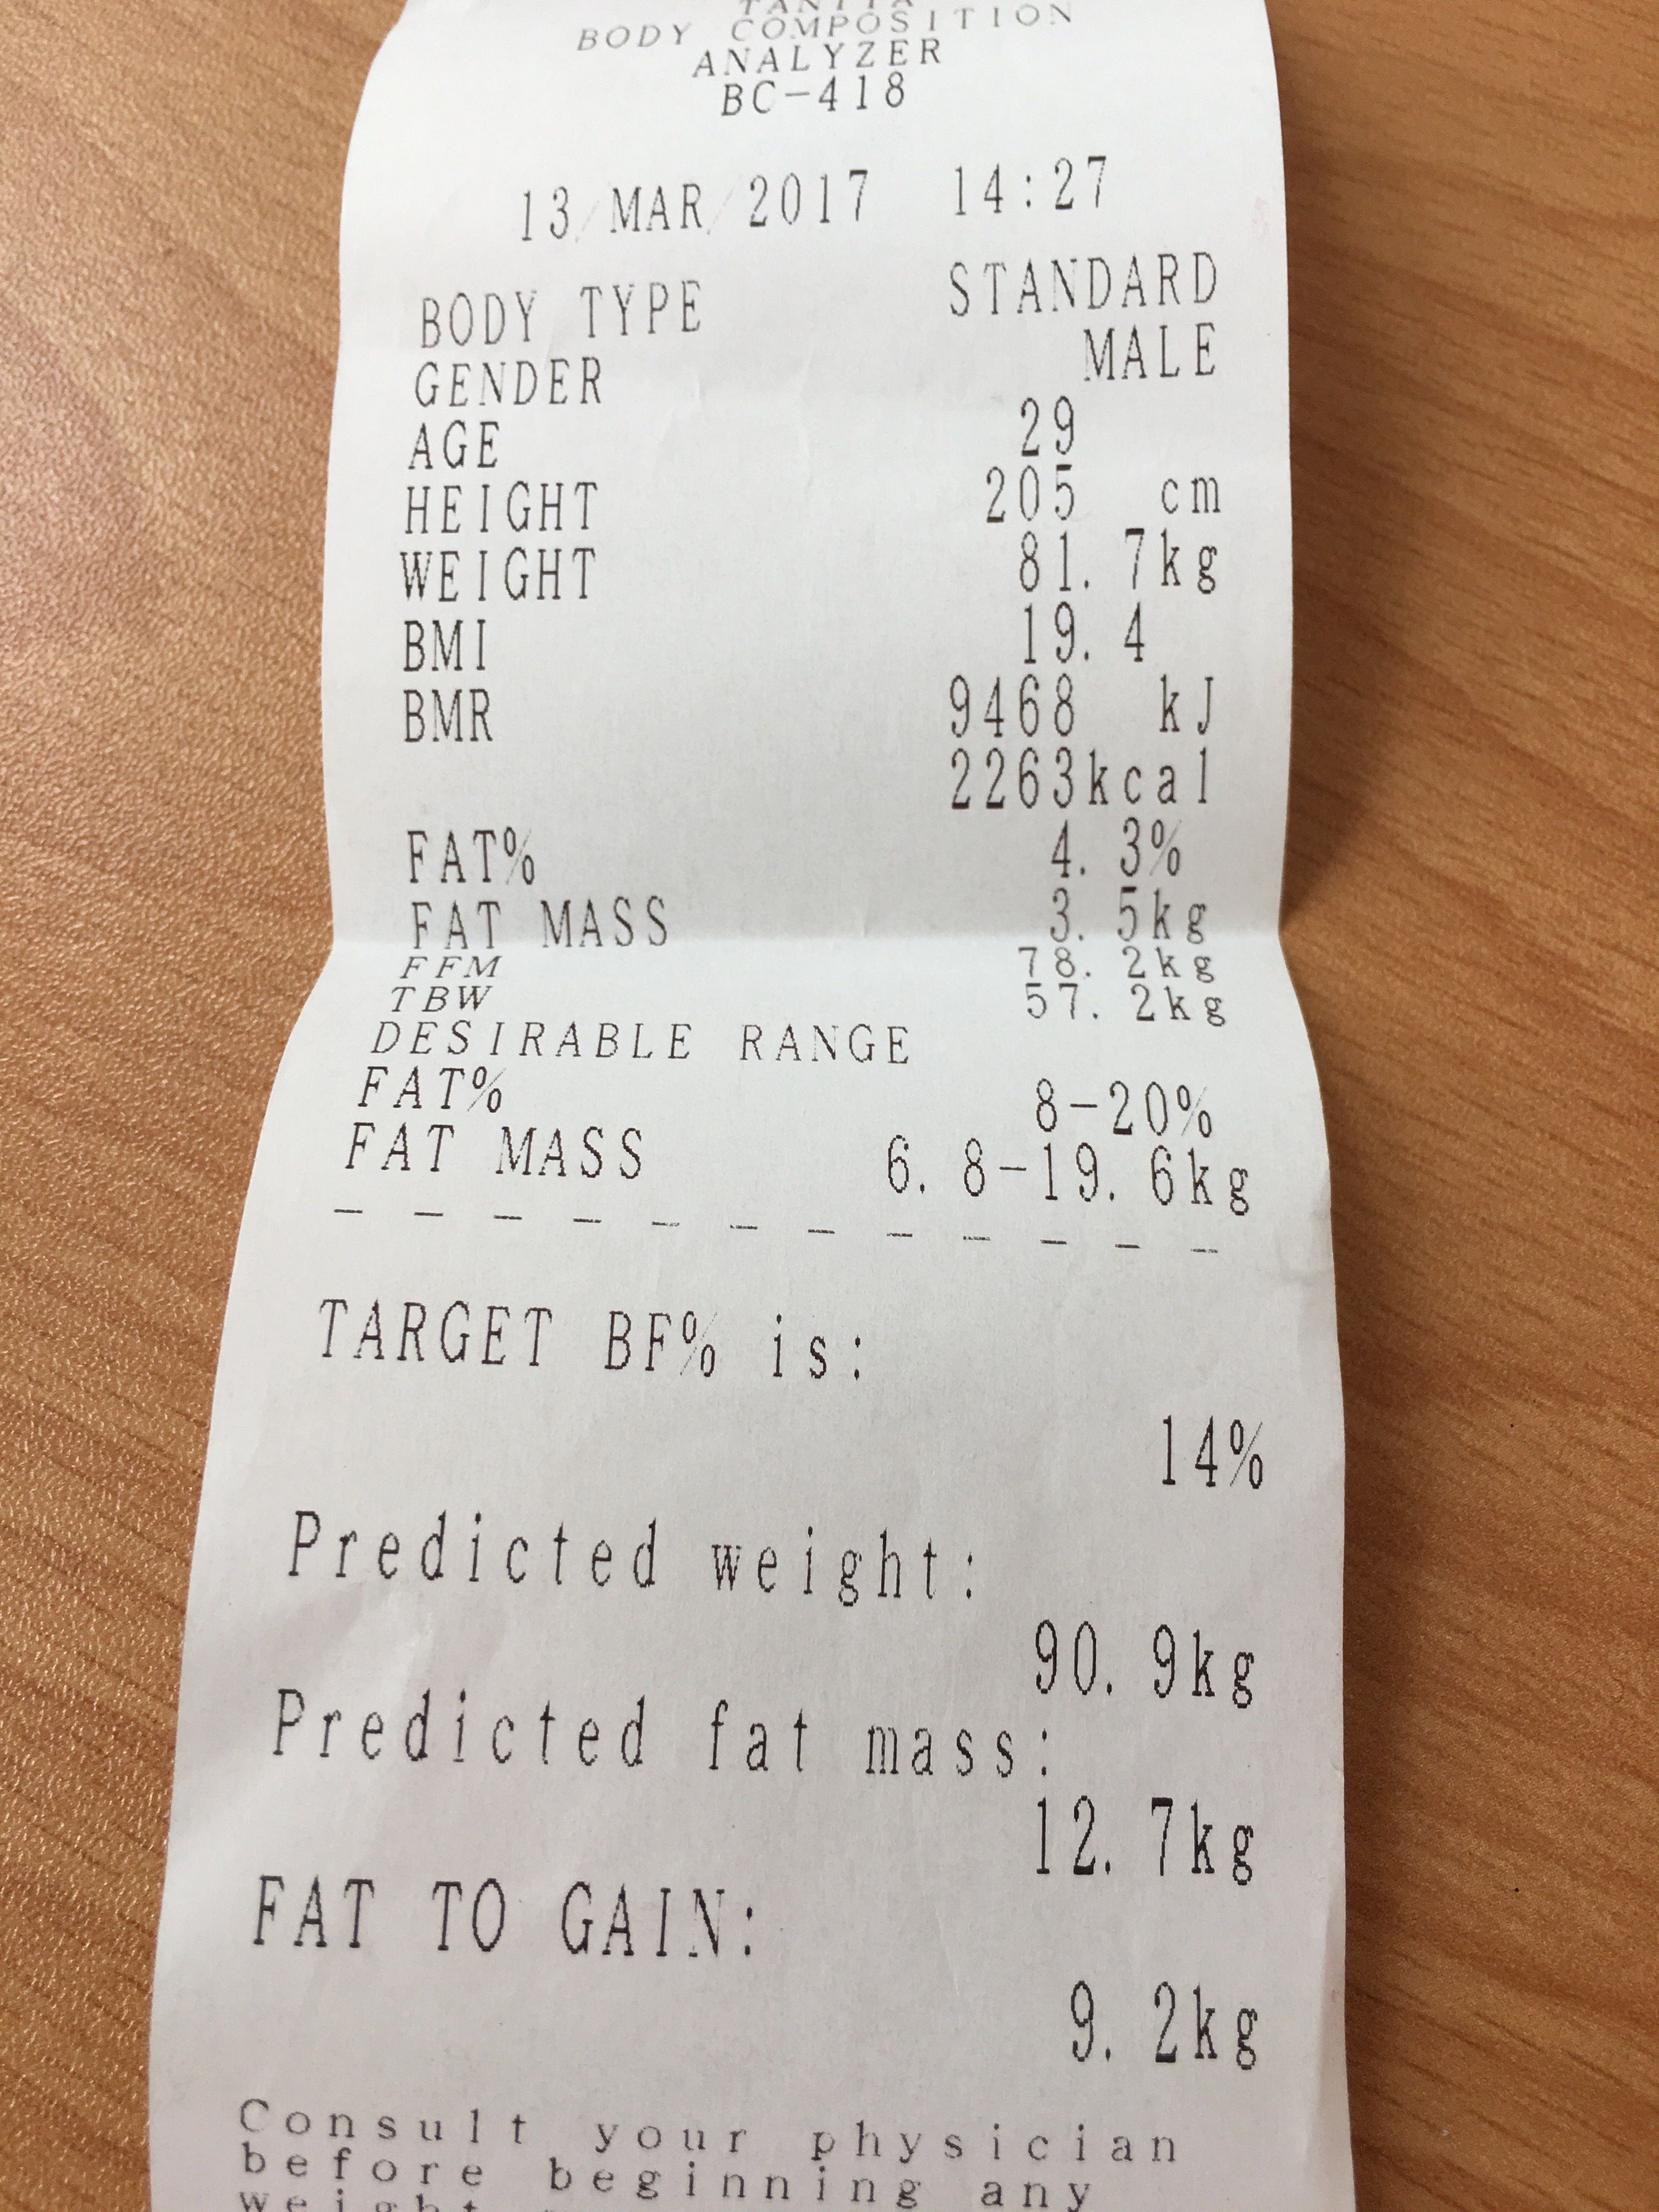 TANITA
BODY COMPOSITION
ANALYZER
BC-418
13/MAR/2017 14:27
BODY TYPE STANDARD
GENDER MALE
AGE 29
HEIGHT 205 cm
WEIGHT 81.7kg
BMI 19.4
BMR 9468 kJ
2263kcal
FAT% 4.3%
FAT MASS 3.5kg
FFM 78.2kg
TBW 57.2kg
DESIRABLE RANGE
FAT% 8-20%
FAT MASS 6.8-19.6kg
- - - - - - - - - - - -
TARGET BF% is:
14%
Predicted weight:
90.9kg
Predicted fat mass:
12.7kg
FAT TO GAIN:
9.2kg
Consult your physician
before beginning any
weight